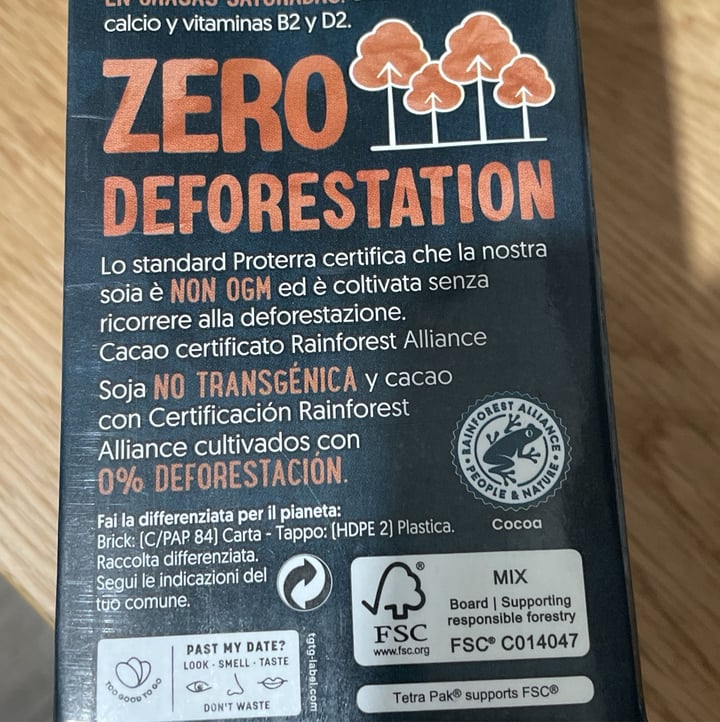 calcio y vitaminas B2 y D2.
ZERO
DEFORESTATION
Lo standard Proterra certifica che la nostra
soia è NON OGM ed è coltivata senza
ricorrere alla deforestazione.
Cacao certificato Rainforest Alliance
Soja NO TRANSGÉNICA y cacao
con Certificación Rainforest
Alliance cultivados con
0% DEFORESTACIÓN.
RAINFOREST ALLIANCE
PEOPLE & NATURE
Cocoa
Fai la differenziata per il pianeta:
Brick: (C/PAP 84) Carta - Tappo: (HDPE 2) Plastica.
Raccolta differenziata.
Segui le indicazioni del
tuo comune.
FSC
www.fsc.org
MIX
Board | Supporting
responsible forestry
FSC® C014047
TOO GOOD TO GO
PAST MY DATE?
LOOK · SMELL · TASTE
DON'T WASTE
tgtg-label.com
Tetra Pak® supports FSC®